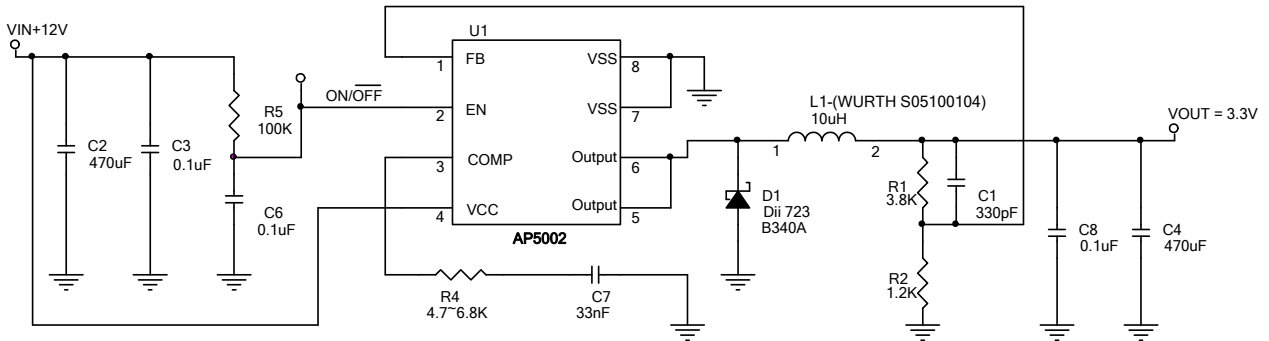 VIN+12V
U1
1
FB
VSS
8
ON/OFF
2
EN
VSS
7
R5
100K
L1-(WURTH S05100104)
10uH
1
2
VOUT = 3.3V
C2
470uF
C3
0.1uF
3
COMP
Output
6
C6
0.1uF
4
VCC
Output
5
AP5002
D1
Dii 723
B340A
R1
3.8K
C1
330pF
C8
0.1uF
C4
470uF
R2
1.2K
R4
4.7~6.8K
C7
33nF